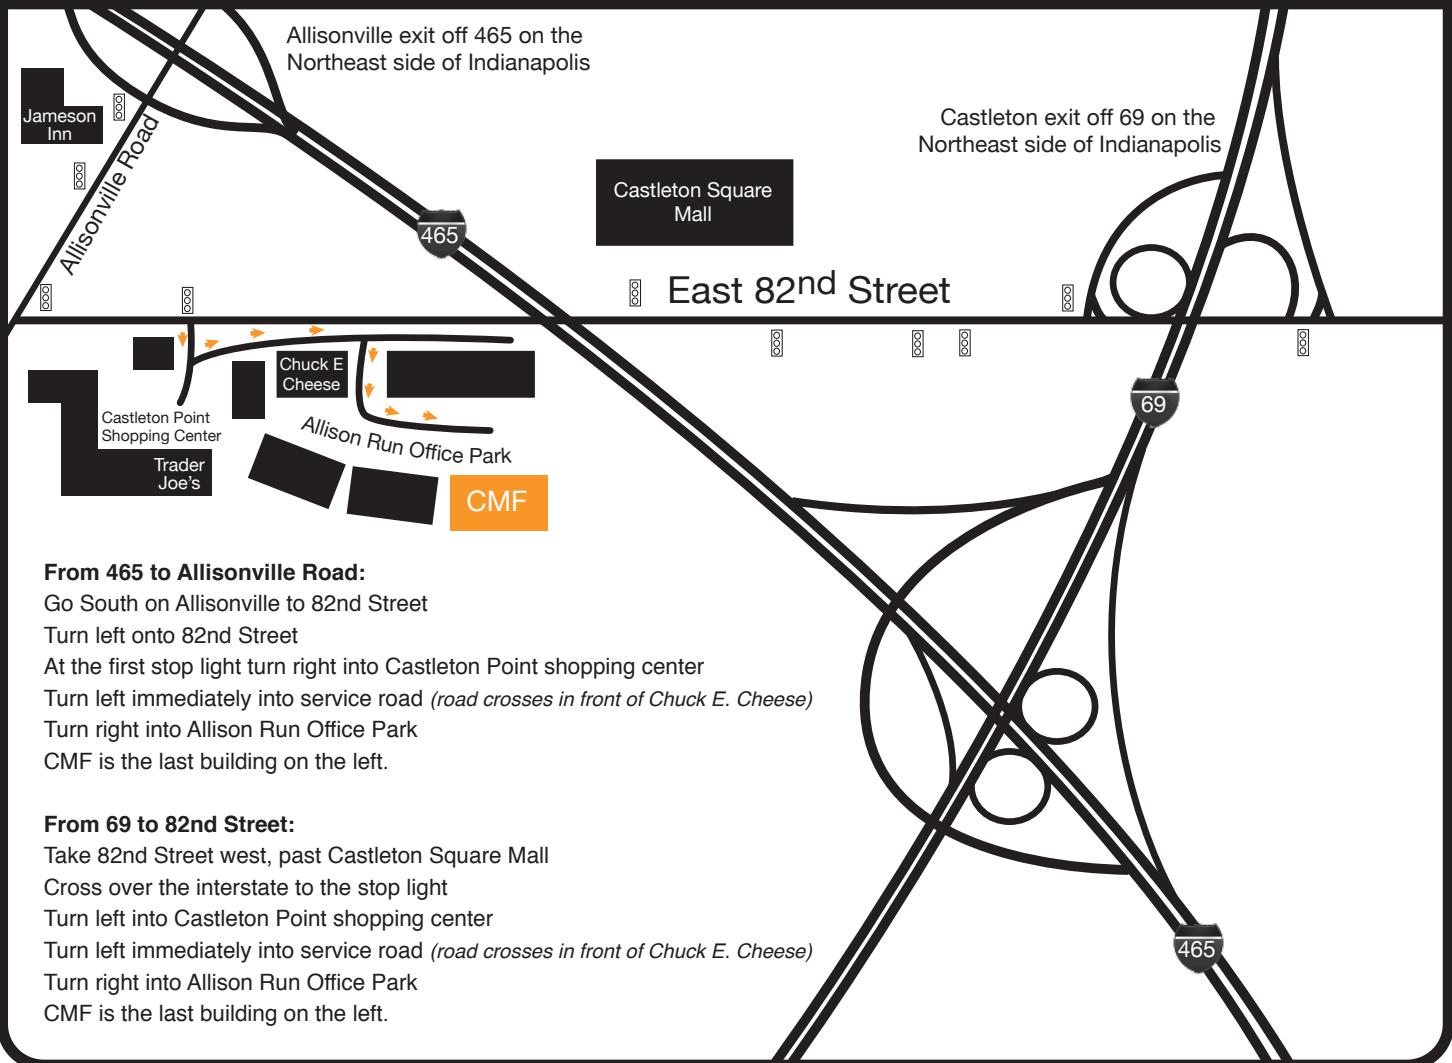 Allisonville exit off 465 on the
Northeast side of Indianapolis
Jameson
Inn
Allisonville Road
Castleton exit off 69 on the
Northeast side of Indianapolis
Castleton Square
Mall
465
East 82nd Street
Chuck E
Cheese
69
Castleton Point
Shopping Center
Allison Run Office Park
Trader
Joe's
CMF
From 465 to Allisonville Road:
Go South on Allisonville to 82nd Street
Turn left onto 82nd Street
At the first stop light turn right into Castleton Point shopping center
Turn left immediately into service road (road crosses in front of Chuck E. Cheese)
Turn right into Allison Run Office Park
CMF is the last building on the left.
From 69 to 82nd Street:
Take 82nd Street west, past Castleton Square Mall
Cross over the interstate to the stop light
Turn left into Castleton Point shopping center
Turn left immediately into service road (road crosses in front of Chuck E. Cheese)
Turn right into Allison Run Office Park
CMF is the last building on the left.
465